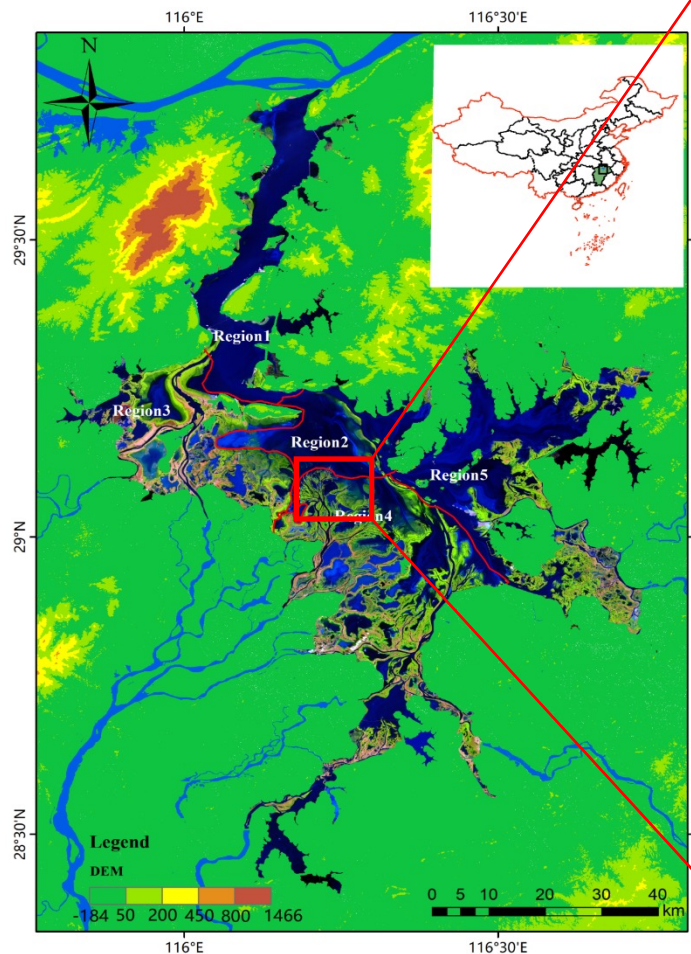 116°E 116°30'E
N
29°30'N
Region1
Region3
Region2
Region5
Region4
29°N
28°30'N
Legend
DEM
-184 50 200 450 800 1466
0 5 10 20 30 40
km
116°E 116°30'E